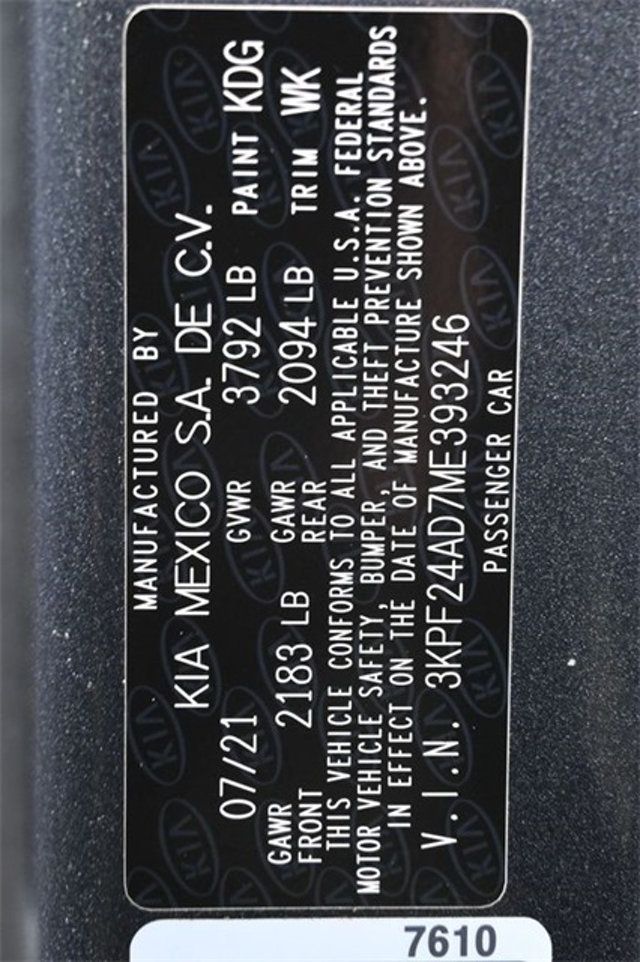 MANUFACTURED BY
KIA MEXICO S.A. DE C.V.
07/21 GVWR 3792 LB PAINT KDG
GAWR FRONT 2183 LB GAWR REAR 2094 LB TRIM WK
THIS VEHICLE CONFORMS TO ALL APPLICABLE U.S.A. FEDERAL
MOTOR VEHICLE SAFETY, BUMPER, AND THEFT PREVENTION STANDARDS
IN EFFECT ON THE DATE OF MANUFACTURE SHOWN ABOVE.
V.I.N. 3KPF24AD7ME393246
PASSENGER CAR
7610